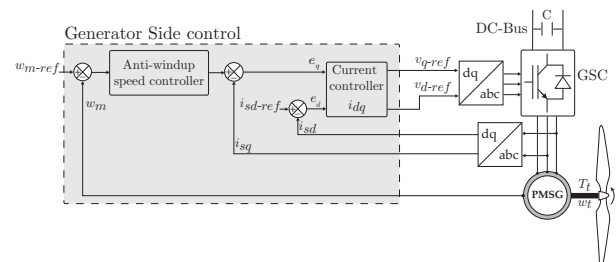 C
DC-Bus
Generator Side control
w_m-ref
Anti-windup
speed controller
e_q
Current
controller
i_dq
v_q-ref
v_d-ref
dq
abc
GSC
w_m
i_sd-ref
e_d
i_sd
i_sq
dq
abc
PMSG
T_t
w_t